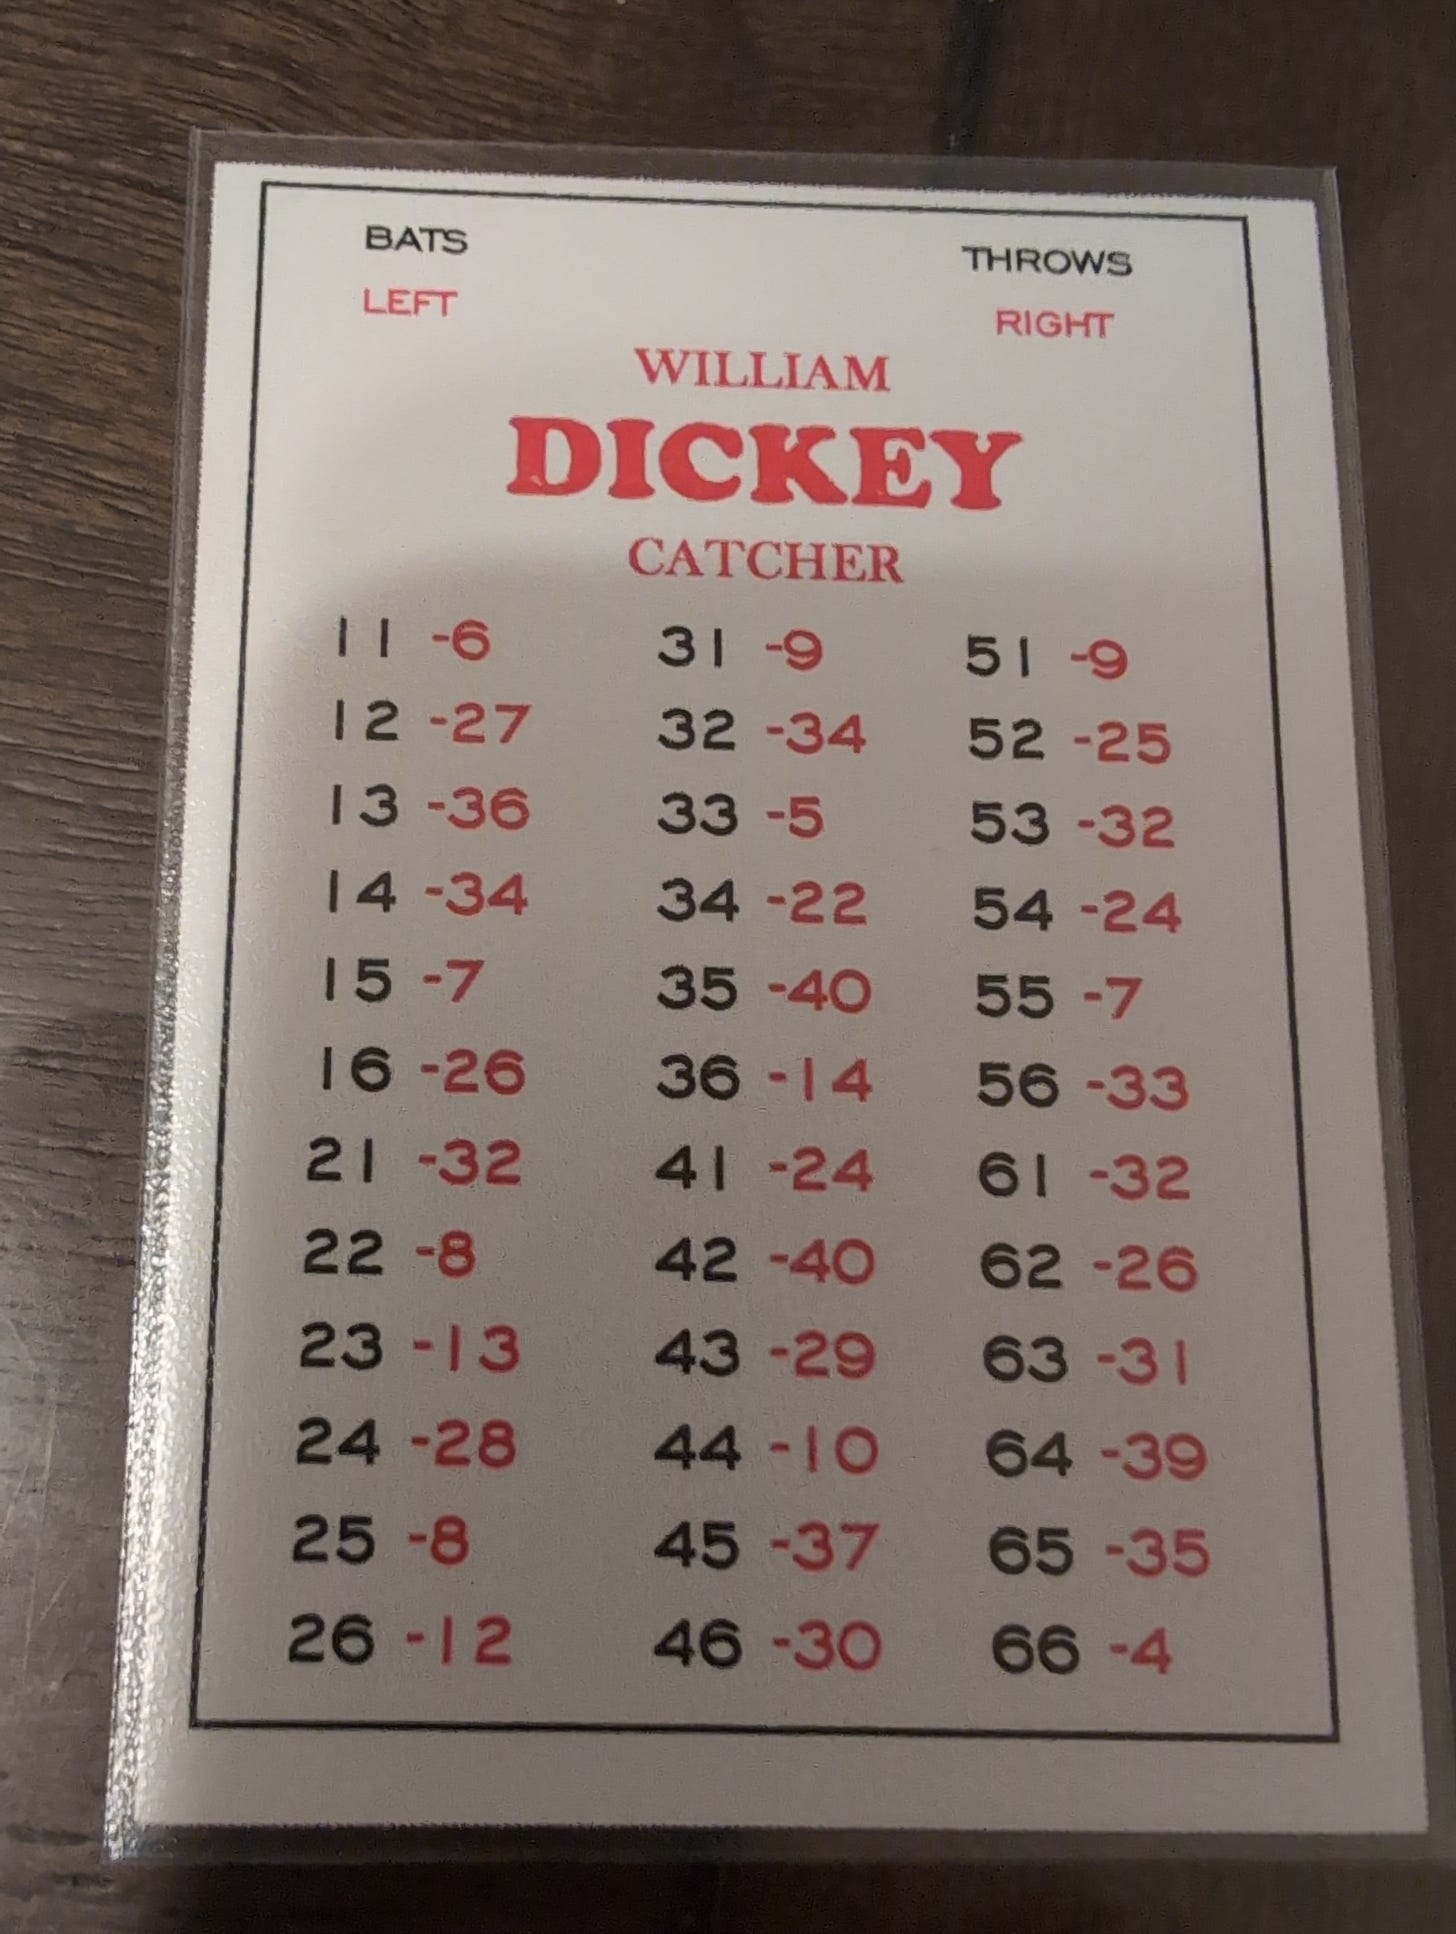 BATS THROWS
LEFT RIGHT
WILLIAM
DICKEY
CATCHER
11 -6 31 -9 51 -9
12 -27 32 -34 52 -25
13 -36 33 -5 53 -32
14 -34 34 -22 54 -24
15 -7 35 -40 55 -7
16 -26 36 -14 56 -33
21 -32 41 -24 61 -32
22 -8 42 -40 62 -26
23 -13 43 -29 63 -31
24 -28 44 -10 64 -39
25 -8 45 -37 65 -35
26 -12 46 -30 66 -4